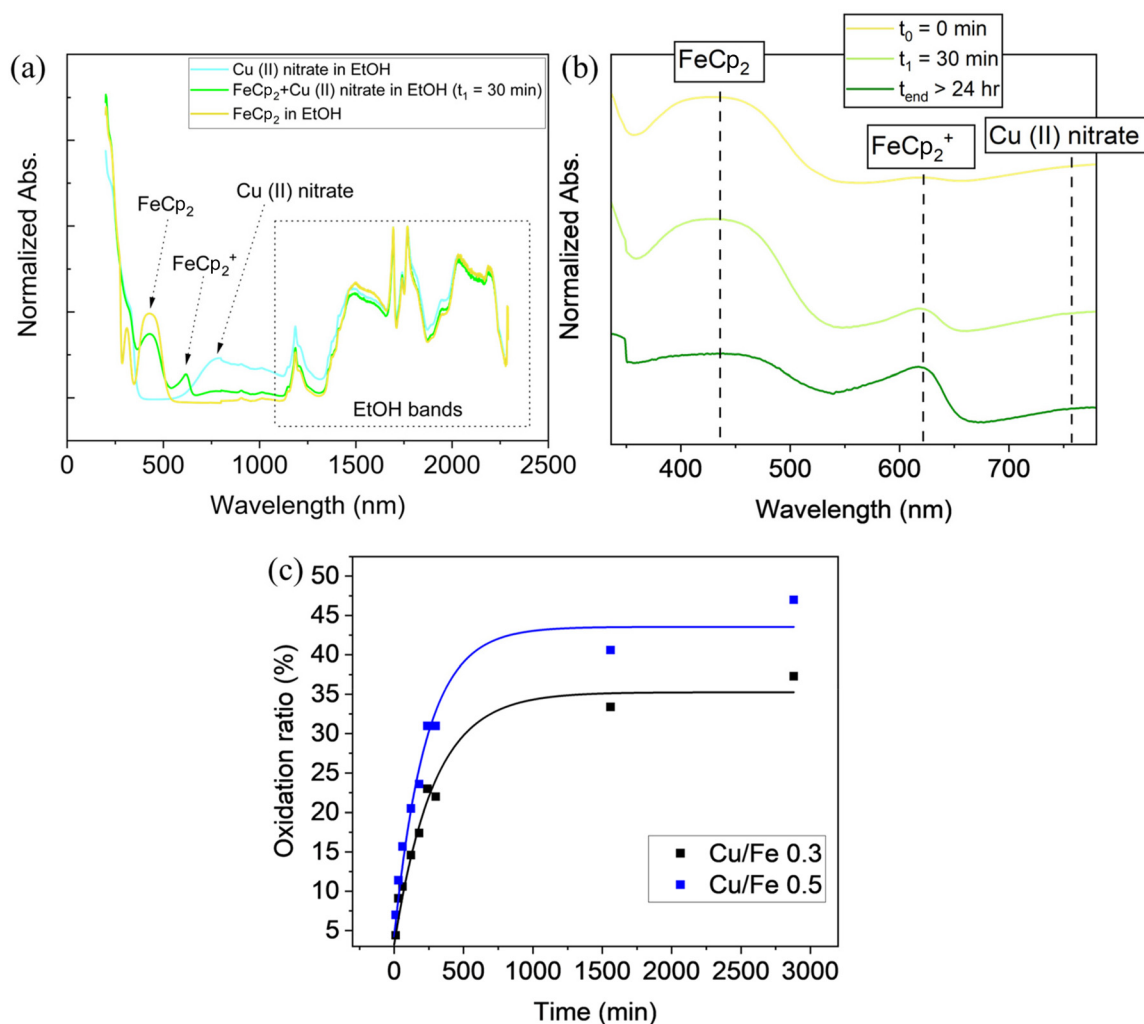 (a)
Cu (II) nitrate in EtOH
FeCp2+Cu (II) nitrate in EtOH (t1 = 30 min)
FeCp2 in EtOH
FeCp2
Cu (II) nitrate
FeCp2+
EtOH bands
Normalized Abs.
0 500 1000 1500 2000 2500
Wavelength (nm)
(b)
t0 = 0 min
t1 = 30 min
tend > 24 hr
FeCp2
FeCp2+
Cu (II) nitrate
Normalized Abs.
400 500 600 700
Wavelength (nm)
(c)
50
45
40
35
30
25
20
15
10
5
Oxidation ratio (%)
Cu/Fe 0.3
Cu/Fe 0.5
0 500 1000 1500 2000 2500 3000
Time (min)